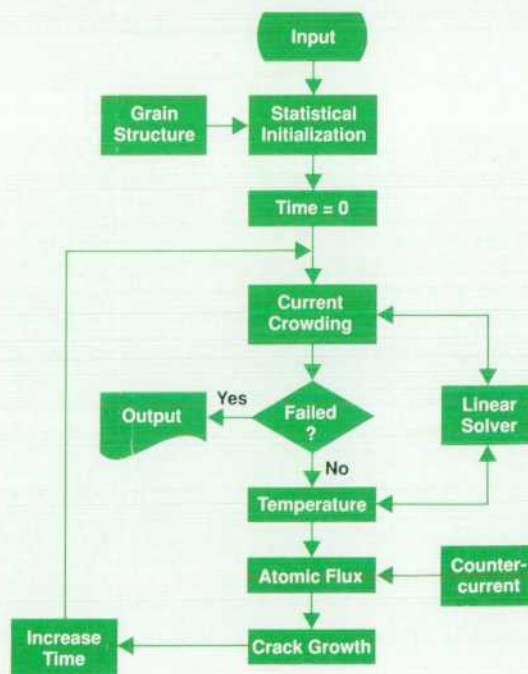 Input
Grain
Structure
Statistical
Initialization
Time = 0
Current
Crowding
Linear
Solver
Yes
Output
Failed
?
No
Temperature
Atomic Flux
Counter-
current
Crack Growth
Increase
Time